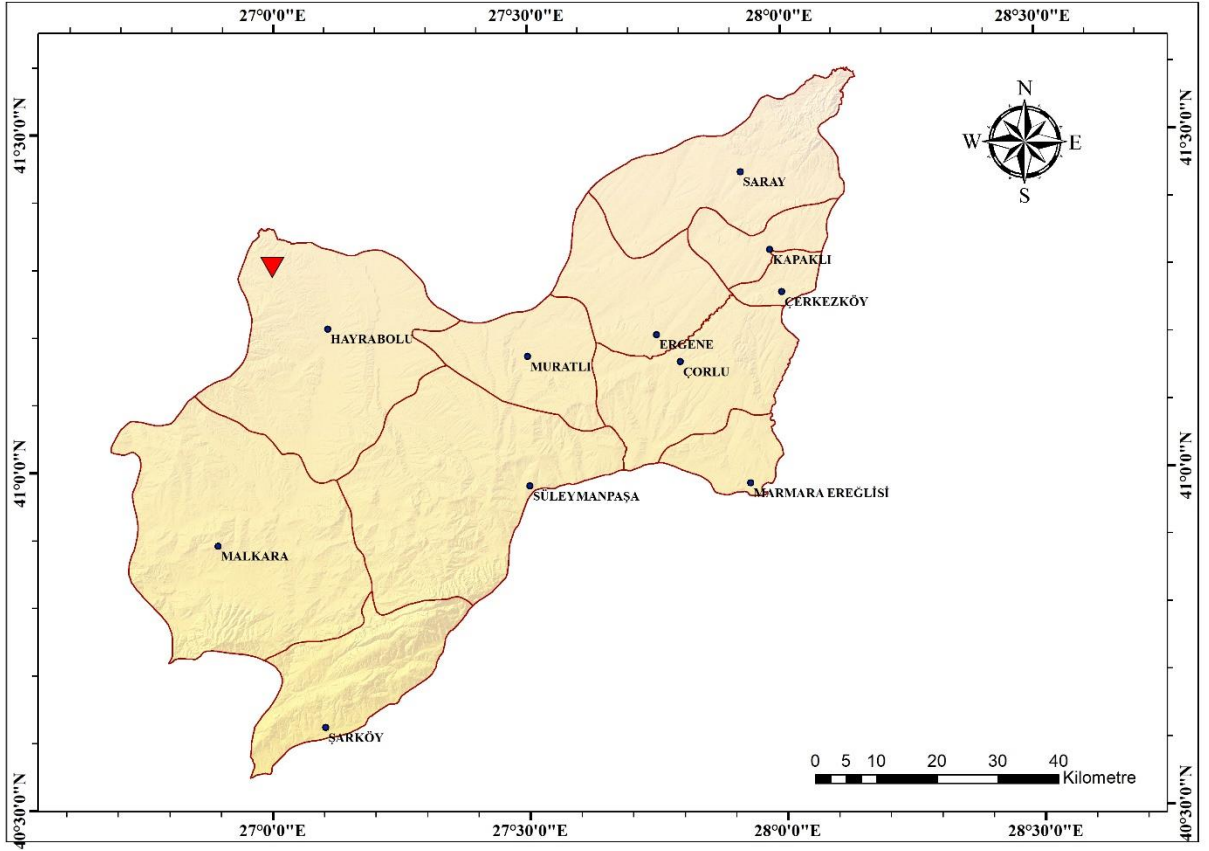 27°0'0"E 27°30'0"E 28°0'0"E 28°30'0"E
41°30'0"N
41°30'0"N
N
W E
S
SARAY
KAPAKLI
ÇERKEZKÖY
HAYRABOLU
ERGENE
MURATLI
ÇORLU
41°0'0"N
41°0'0"N
SÜLEYMANPAŞA
MARMARA EREĞLİSİ
MALKARA
ŞARKÖY
0 5 10 20 30 40
Kilometre
40°30'0"N
40°30'0"N
27°0'0"E 27°30'0"E 28°0'0"E 28°30'0"E